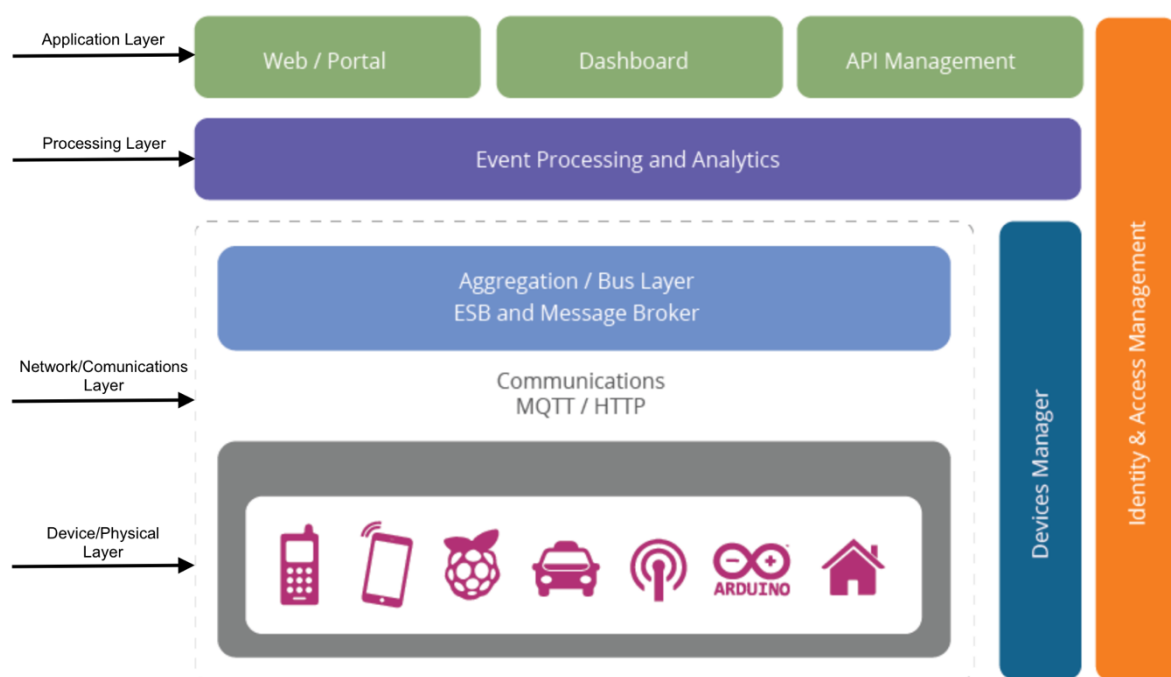 Application Layer
Web / Portal
Dashboard
API Management
Processing Layer
Event Processing and Analytics
Aggregation / Bus Layer
ESB and Message Broker
Network/Comunications
Layer
Communications
MQTT / HTTP
Device/Physical
Layer
ARDUINO
Devices Manager
Identity & Access Management